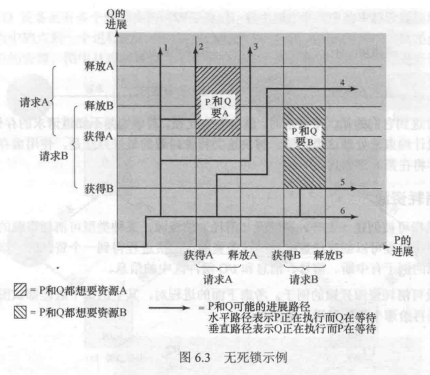 Q的
进展
1
2
3
释放A
4
请求A
P和Q
要A
释放B
P和Q
要B
获得A
请求B
获得B
5
6
P的
进展
获得A 释放A 获得B 释放B
请求A 请求B
= P和Q都想要资源A
= P和Q都想要资源B
= P和Q可能的进展路径
水平路径表示P正在执行而Q在等待
垂直路径表示Q正在执行而P在等待
图 6.3 无死锁示例